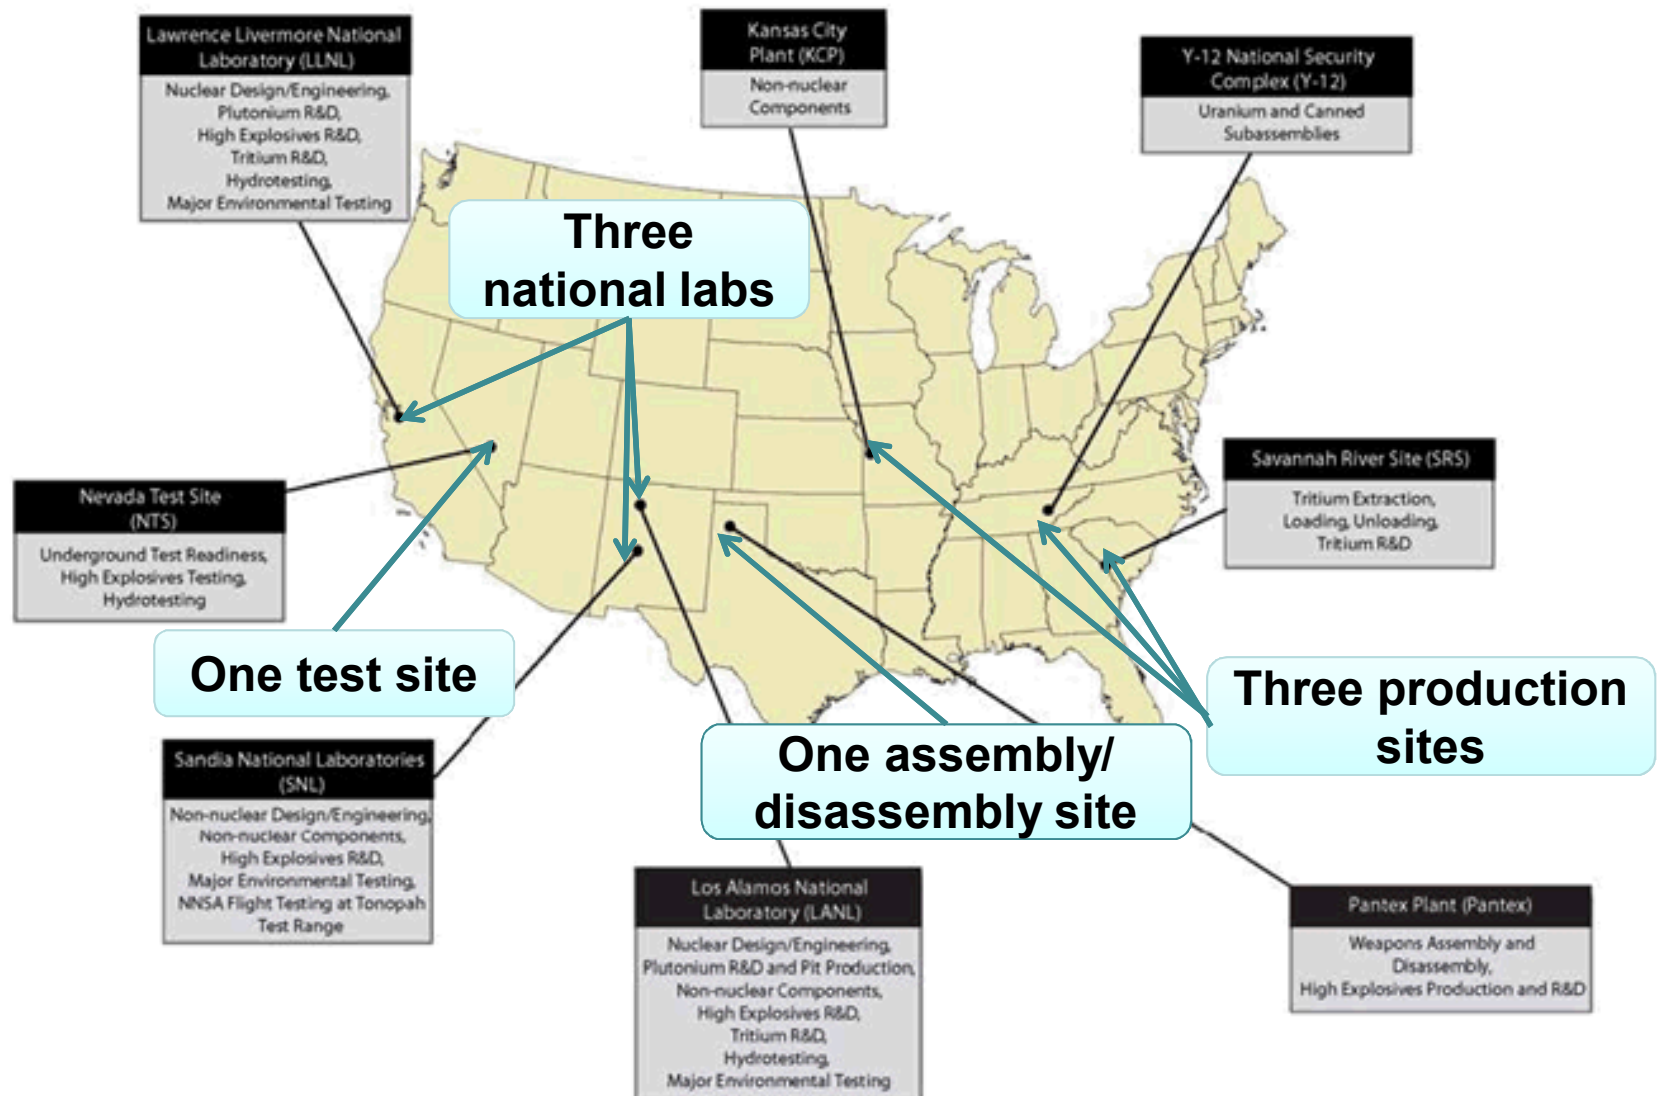 Lawrence Livermore National
Laboratory (LLNL)
Nuclear Design/Engineering,
Plutonium R&D,
High Explosives R&D,
Tritium R&D,
Hydrotesting,
Major Environmental Testing
Kansas City
Plant (KCP)
Non-nuclear
Components
Y-12 National Security
Complex (Y-12)
Uranium and Canned
Subassemblies
Three
national labs
Nevada Test Site
(NTS)
Underground Test Readiness,
High Explosives Testing,
Hydrotesting
Savannah River Site (SRS)
Tritium Extraction,
Loading, Unloading,
Tritium R&D
One test site
Three production
sites
One assembly/
disassembly site
Sandia National Laboratories
(SNL)
Non-nuclear Design/Engineering,
Non-nuclear Components,
High Explosives R&D,
Major Environmental Testing,
NNSA Flight Testing at Tonopah
Test Range
Los Alamos National
Laboratory (LANL)
Nuclear Design/Engineering,
Plutonium R&D and Pit Production,
Non-nuclear Components,
High Explosives R&D,
Tritium R&D,
Hydrotesting,
Major Environmental Testing
Pantex Plant (Pantex)
Weapons Assembly and
Disassembly,
High Explosives Production and R&D